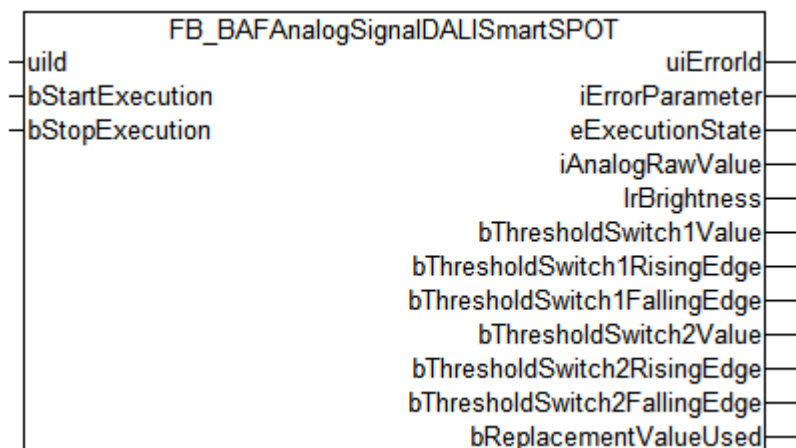 FB_BAFAnalogSignalDALISmartSPOT
uiId uiErrorId
bStartExecution iErrorParameter
bStopExecution eExecutionState
iAnalogRawValue
lrBrightness
bThresholdSwitch1Value
bThresholdSwitch1RisingEdge
bThresholdSwitch1FallingEdge
bThresholdSwitch2Value
bThresholdSwitch2RisingEdge
bThresholdSwitch2FallingEdge
bReplacementValueUsed